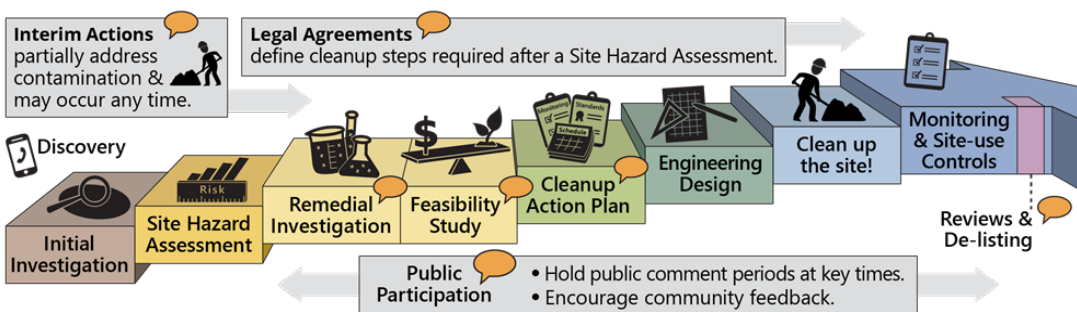 Interim Actions
partially address
contamination &
may occur any time.
Legal Agreements
define cleanup steps required after a Site Hazard Assessment.
Discovery
Initial
Investigation
Risk
Site Hazard
Assessment
Remedial
Investigation
$
Feasibility
Study
Monitoring
Standards
Schedule
Cleanup
Action Plan
Engineering
Design
Clean up
the site!
Monitoring
& Site-use
Controls
Reviews &
De-listing
Public
Participation
• Hold public comment periods at key times.
• Encourage community feedback.